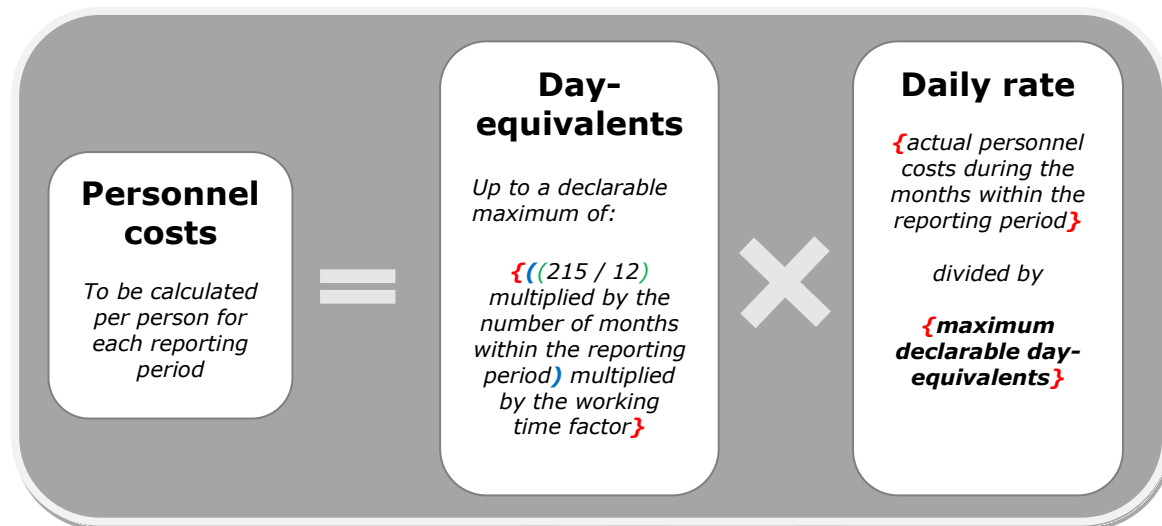 Personnel
costs
To be calculated
per person for
each reporting
period
=
Day-
equivalents
Up to a declarable
maximum of:
{((215 / 12)
multiplied by the
number of months
within the reporting
period) multiplied
by the working
time factor}
×
Daily rate
{actual personnel
costs during the
months within the
reporting period}
divided by
{maximum
declarable day-
equivalents}